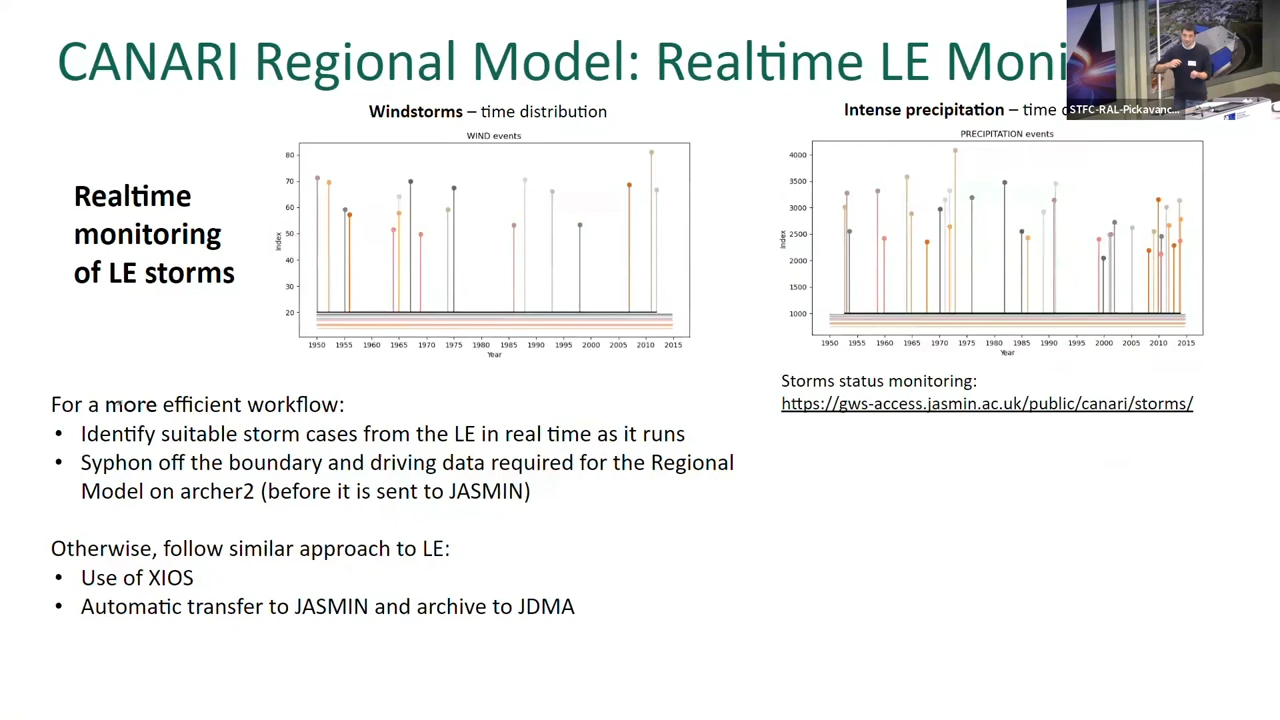 CANARI Regional Model: Realtime LE Moni
STFC-RAL-Pickavanc...
Windstorms – time distribution
Intense precipitation – time
WIND events
PRECIPITATION events
Realtime
monitoring
of LE storms
Index
80
70
60
50
40
30
20
1950 1955 1960 1965 1970 1975 1980 1985 1990 1995 2000 2005 2010 2015
Year
Index
4000
3500
3000
2500
2000
1500
1000
1950 1955 1960 1965 1970 1975 1980 1985 1990 1995 2000 2005 2010 2015
Year
Storms status monitoring:
https://gws-access.jasmin.ac.uk/public/canari/storms/
For a more efficient workflow:
• Identify suitable storm cases from the LE in real time as it runs
• Syphon off the boundary and driving data required for the Regional
Model on archer2 (before it is sent to JASMIN)
Otherwise, follow similar approach to LE:
• Use of XIOS
• Automatic transfer to JASMIN and archive to JDMA